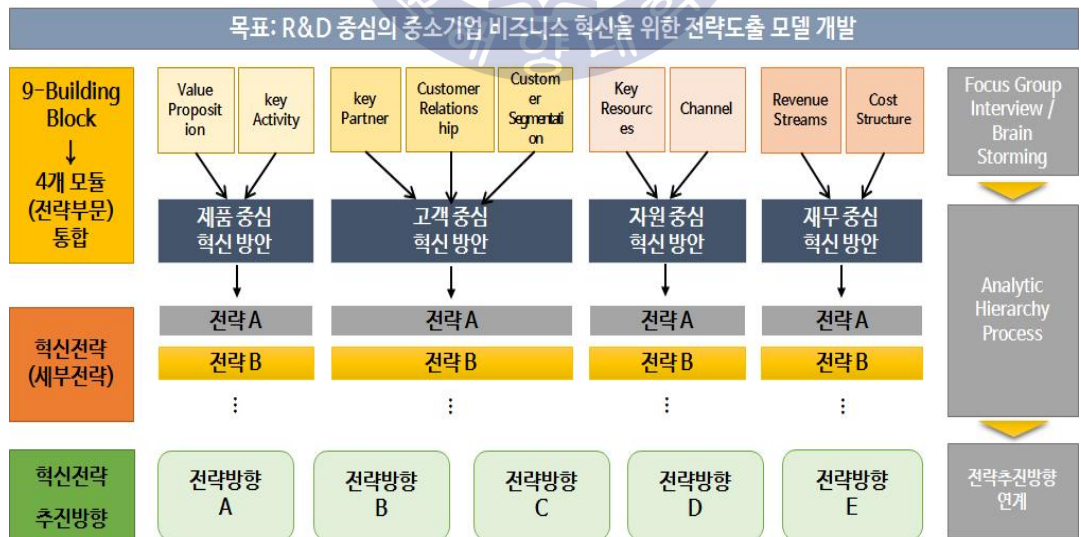 목표: R&D 중심의 중소기업 비즈니스 혁신을 위한 전략도출 모델 개발
해양대
9-Building
Block
↓
4개 모듈
(전략부문)
통합
Value
Proposit
ion
key
Activity
key
Partner
Customer
Relations
hip
Custom
er
Segmentati
on
Key
Resourc
es
Channel
Revenue
Streams
Cost
Structure
Focus Group
Interview /
Brain
Storming
제품 중심
혁신 방안
고객 중심
혁신 방안
자원 중심
혁신 방안
재무 중심
혁신 방안
Analytic
Hierarchy
Process
혁신전략
(세부전략)
전략 A
전략 A
전략 A
전략 A
전략 B
전략 B
전략 B
전략 B
⋮
⋮
⋮
⋮
혁신전략
추진방향
전략방향
A
전략방향
B
전략방향
C
전략방향
D
전략방향
E
전략추진방향
연계